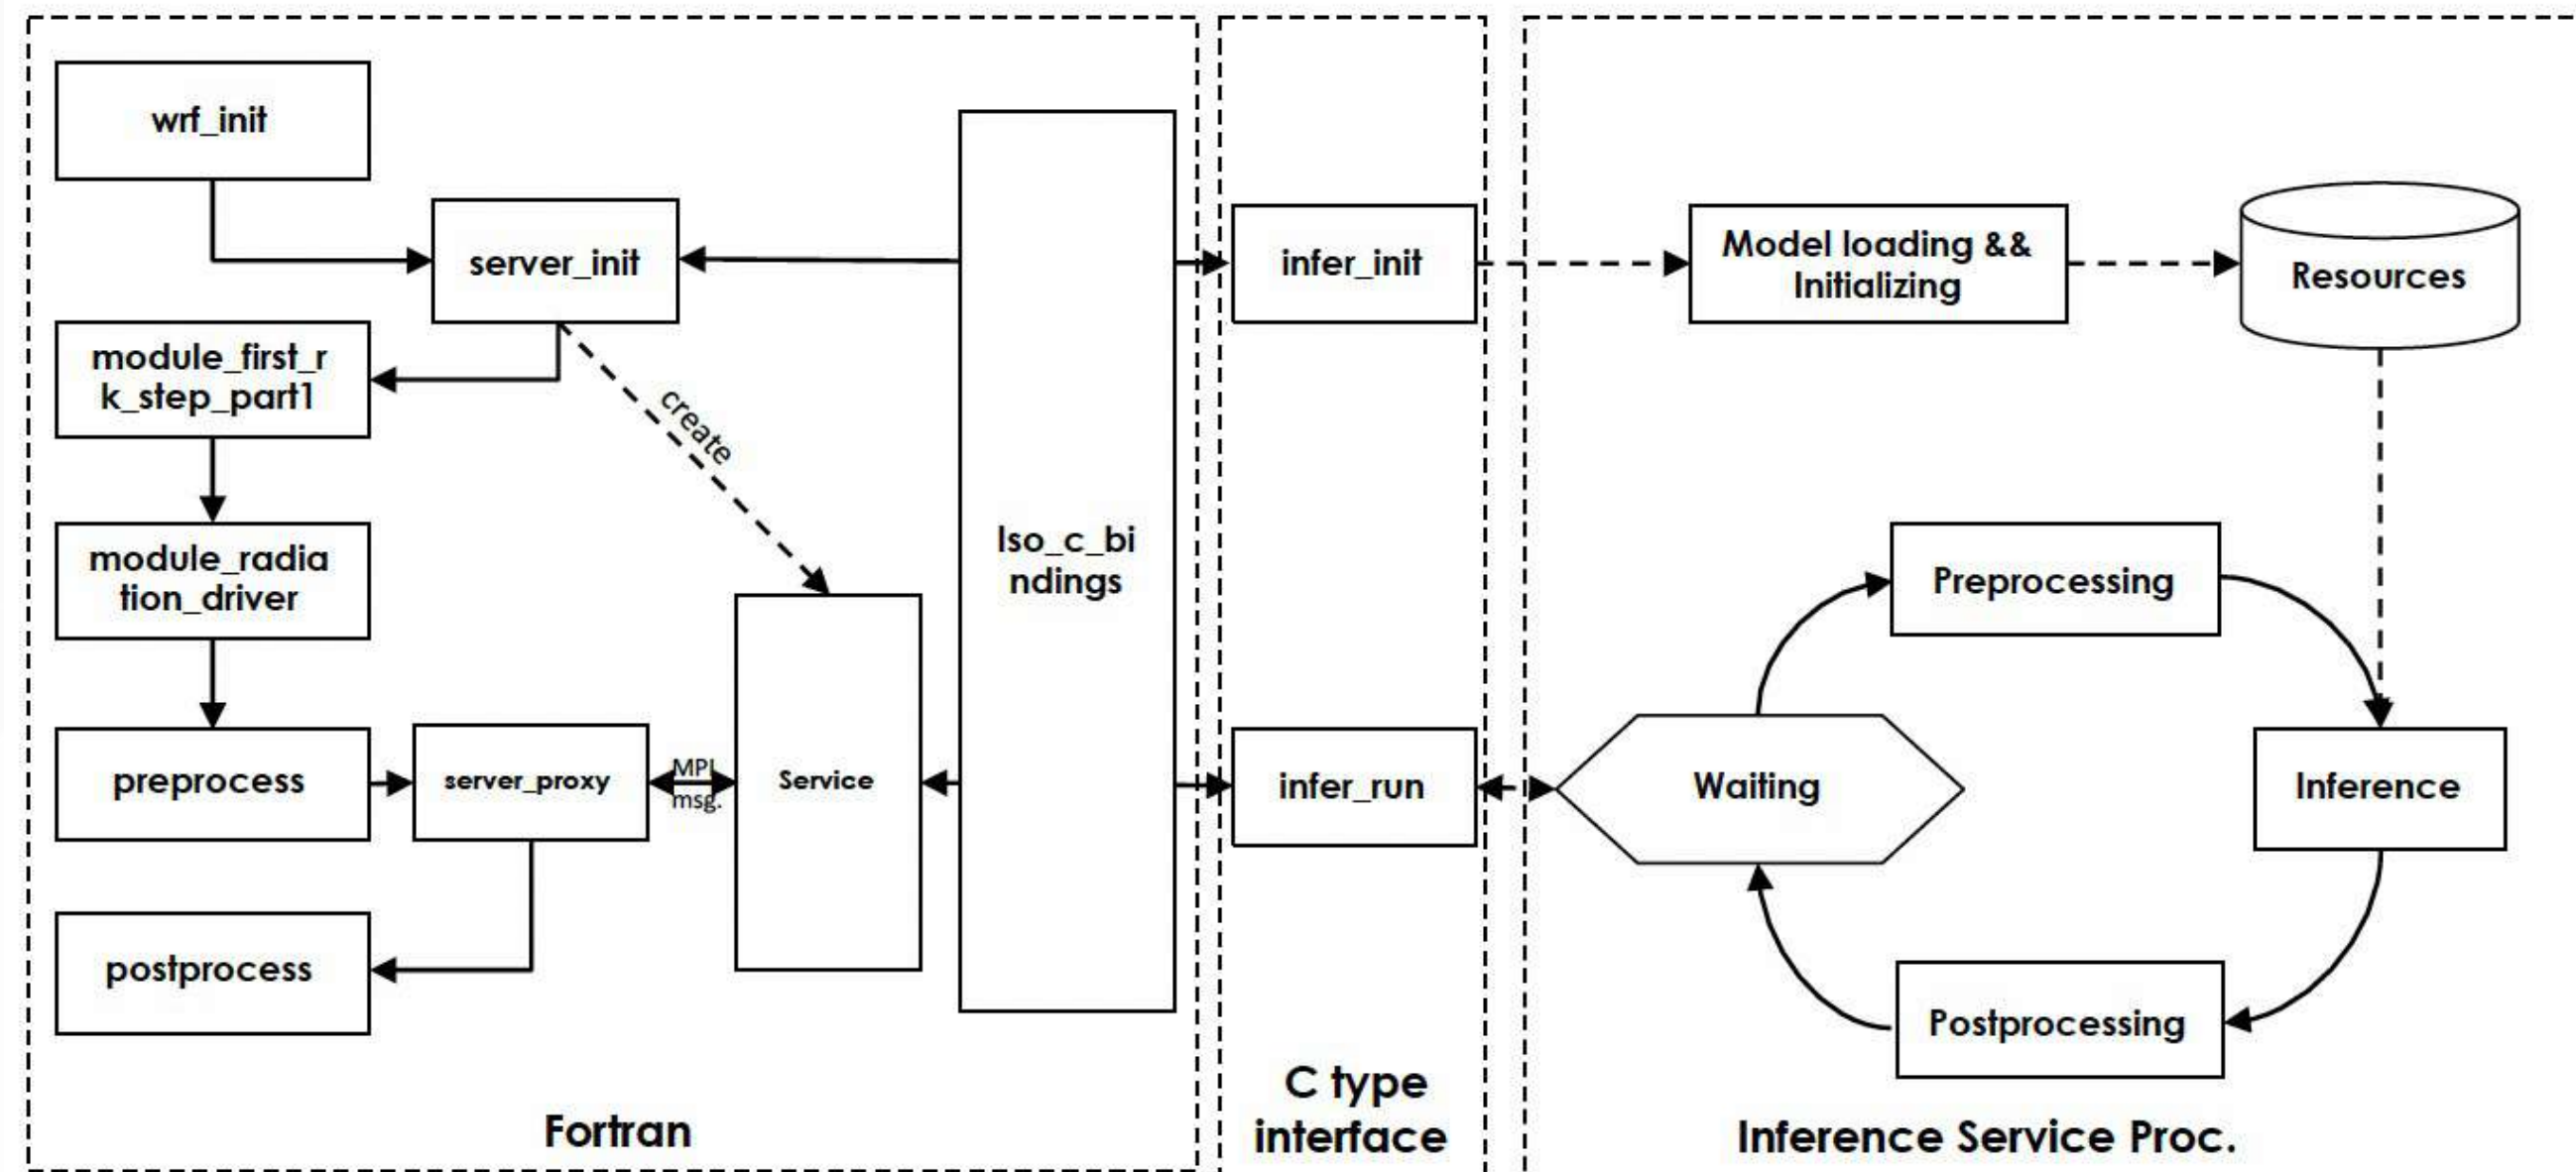 wrf_init
server_init
module_first_r
k_step_part1
module_radia
tion_driver
preprocess
server_proxy
postprocess
create
MPI
msg.
Service
Iso_c_bi
ndings
Fortran
infer_init
infer_run
C type
interface
Model loading &&
Initializing
Resources
Preprocessing
Waiting
Inference
Postprocessing
Inference Service Proc.